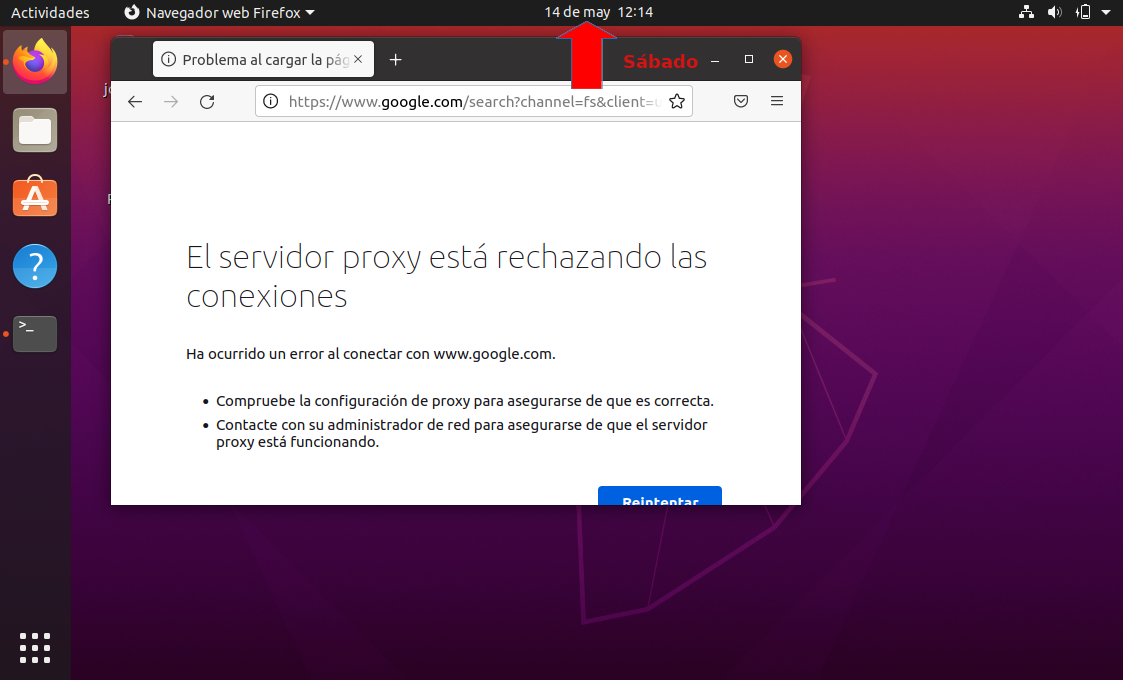 Actividades
Navegador web Firefox
14 de may 12:14
Problema al cargar la pág
Sábado
https://www.google.com/search?channel=fs&client=u
El servidor proxy está rechazando las
conexiones
Ha ocurrido un error al conectar con www.google.com.
• Compruebe la configuración de proxy para asegurarse de que es correcta.
• Contacte con su administrador de red para asegurarse de que el servidor
proxy está funcionando.
Reintentar